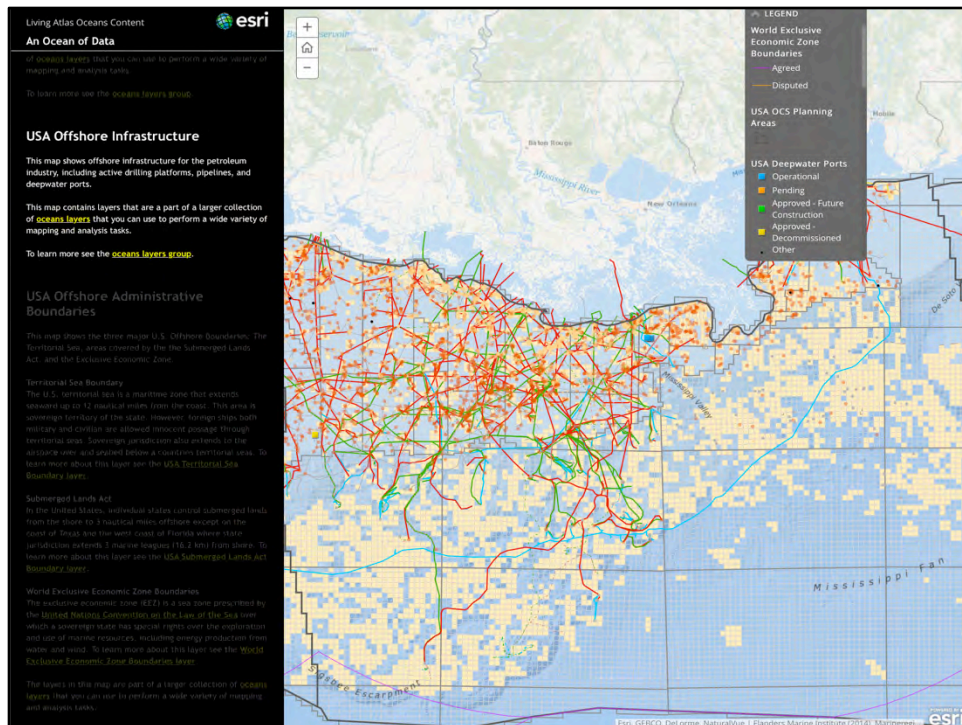 Living Atlas Oceans Content
esri
An Ocean of Data
of oceans layers that you can use to perform a wide variety of
mapping and analysis tasks.
To learn more see the oceans layers group.
USA Offshore Infrastructure
This map shows offshore infrastructure for the petroleum
industry, including active drilling platforms, pipelines, and
deepwater ports.
This map contains layers that are a part of a larger collection
of oceans layers that you can use to perform a wide variety of
mapping and analysis tasks.
To learn more see the oceans layers group.
USA Offshore Administrative
Boundaries
This map shows the three major U.S. Offshore Boundaries: The
Territorial Sea, areas covered by the the Submerged Lands
Act, and the Exclusive Economic Zone.
Territorial Sea Boundary
The U.S. territorial sea is a maritime zone that extends
seaward up to 12 nautical miles from the coast. This area is
sovereign territory of the state. However, foreign ships both
military and civilian are allowed innocent passage through
territorial seas. Sovereign jurisdiction also extends to the
airspace over and seabed below a countries territorial seas. To
learn more about this layer see the USA Territorial Sea
Boundary layer.
Submerged Lands Act
In the United States, individual states control submerged lands
from the shore to 3 nautical miles offshore except on the
coast of Texas and the west coast of Florida where state
jurisdiction extends 3 marine leagues (16.2 km) from shore. To
learn more about this layer see the USA Submerged Lands Act
Boundary layer.
World Exclusive Economic Zone Boundaries
The exclusive economic zone (EEZ) is a sea zone prescribed by
the United Nations Convention on the Law of the Sea over
which a sovereign state has special rights over the exploration
and use of marine resources, including energy production from
water and wind. To learn more about this layer see the World
Exclusive Economic Zone Boundaries layer
The layers in this map are part of a larger collection of oceans
layers that you can use to perform a wide variety of mapping
and analysis tasks.
+
−
LEGEND
World Exclusive
Economic Zone
Boundaries
Agreed
Disputed
USA OCS Planning
Areas
USA Deepwater Ports
Operational
Pending
Approved - Future
Construction
Approved -
Decommissioned
Other
Louisiana
Baton Rouge
Mississippi River
New Orleans
Mobile
De Soto
Mississippi Valley
Mississippi Fan
Sigsbee Escarpment
Esri, GEBCO, DeLorme, NaturalVue | Flanders Marine Institute (2014). Marineregi
esri